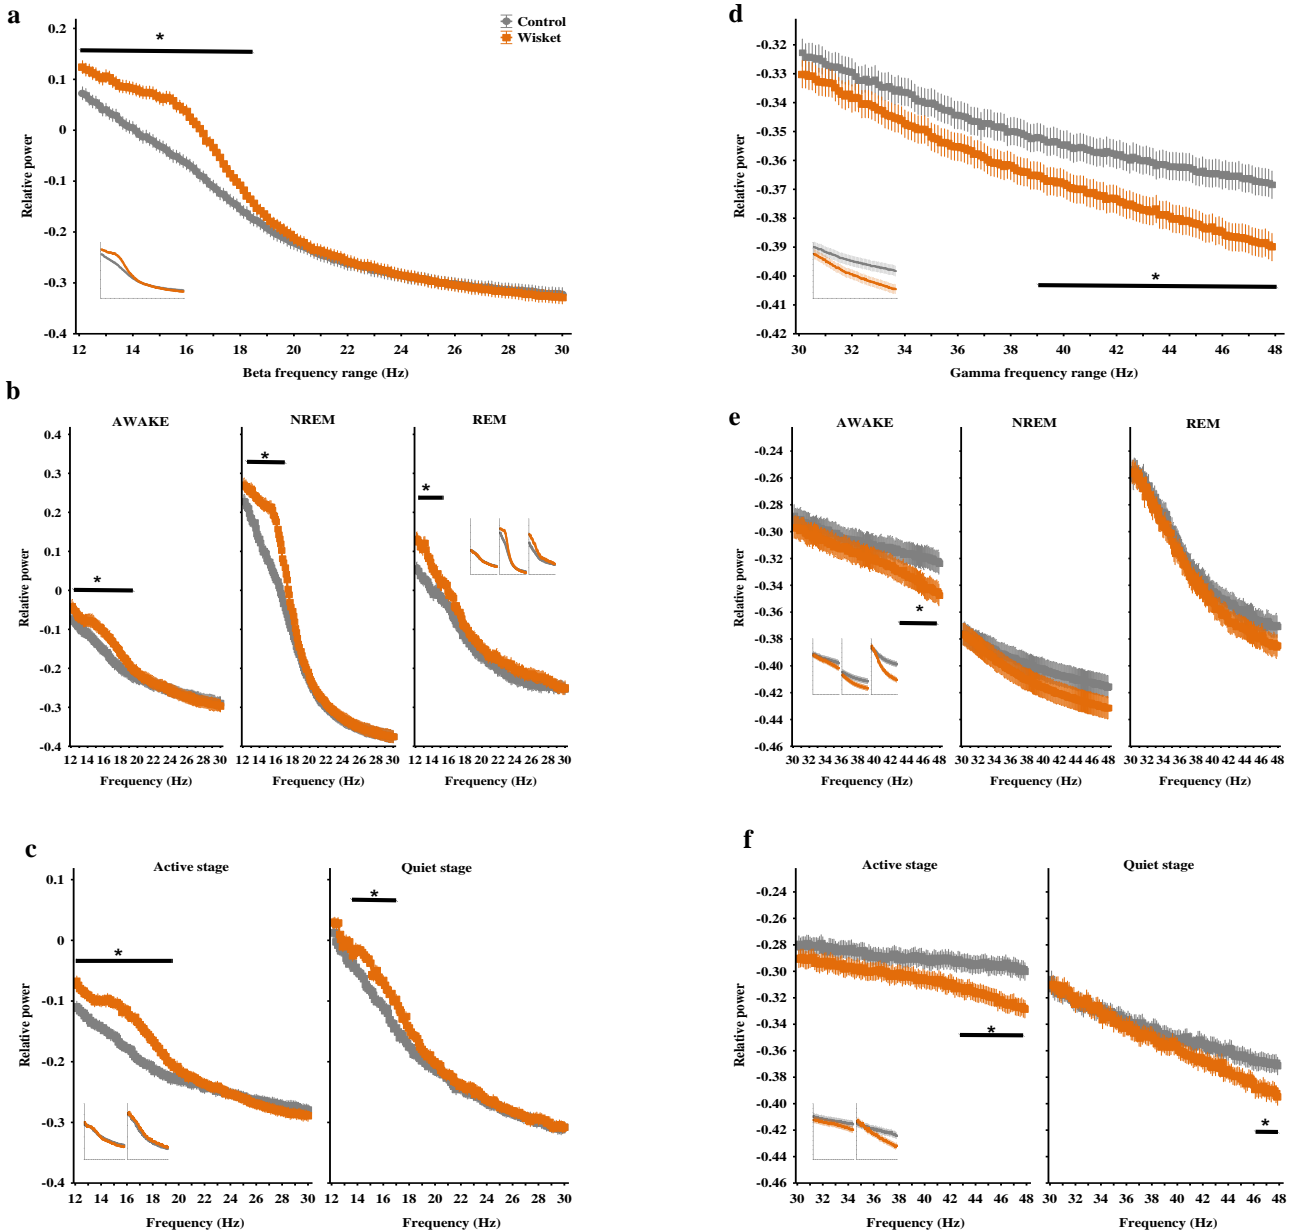 a
Control
Wisket
*
0.2
0.1
0
-0.1
-0.2
-0.3
-0.4
Relative power
12 14 16 18 20 22 24 26 28 30
Beta frequency range (Hz)
d
-0.32
-0.33
-0.34
-0.35
-0.36
-0.37
-0.38
-0.39
-0.40
-0.41
-0.42
Relative power
*
30 32 34 36 38 40 42 44 46 48
Gamma frequency range (Hz)
b
AWAKE NREM REM
0.4
0.3
0.2
0.1
0
-0.1
-0.2
-0.3
-0.4
Relative power
* * *
12 14 16 18 20 22 24 26 28 30
12 14 16 18 20 22 24 26 28 30
12 14 16 18 20 22 24 26 28 30
Frequency (Hz) Frequency (Hz) Frequency (Hz)
e
AWAKE NREM REM
-0.24
-0.26
-0.28
-0.30
-0.32
-0.34
-0.36
-0.38
-0.40
-0.42
-0.44
-0.46
Relative power
*
30 32 34 36 38 40 42 44 46 48
30 32 34 36 38 40 42 44 46 48
30 32 34 36 38 40 42 44 46 48
Frequency (Hz) Frequency (Hz) Frequency (Hz)
c
Active stage Quiet stage
0.1
0
-0.1
-0.2
-0.3
-0.4
Relative power
* *
12 14 16 18 20 22 24 26 28 30
12 14 16 18 20 22 24 26 28 30
Frequency (Hz) Frequency (Hz)
f
Active stage Quiet stage
-0.24
-0.26
-0.28
-0.30
-0.32
-0.34
-0.36
-0.38
-0.40
-0.42
-0.44
-0.46
Relative power
* *
30 32 34 36 38 40 42 44 46 48
30 32 34 36 38 40 42 44 46 48
Frequency (Hz) Frequency (Hz)